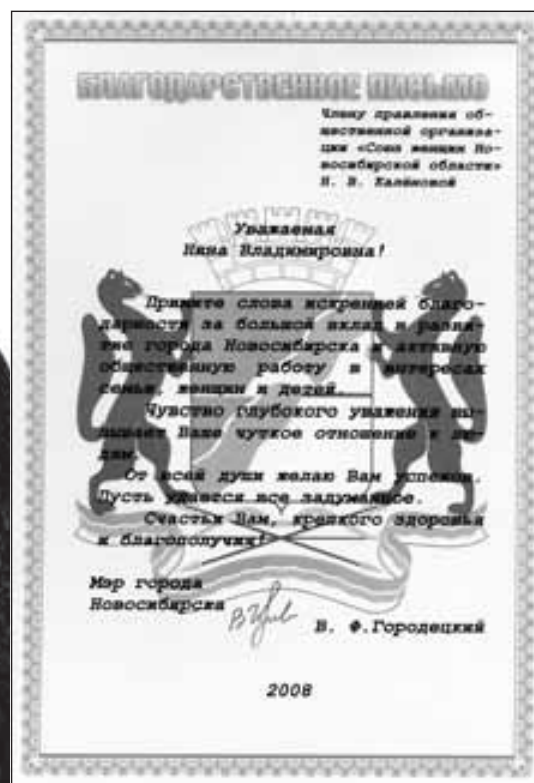 БЛАГОДАРСТВЕННОЕ ПИСЬМО
Члену правления об-
щественной организа-
ции «Союз женщин Но-
восибирской области»
Н. В. Калёновой
Уважаемая
Нина Владимировна!
Примите слова искренней благо-
дарности за большой вклад в разви-
тие города Новосибирска и активную
общественную работу в интересах
семьи, женщин и детей.
Чувство глубокого уважения вы-
зывает Ваше чуткое отношение к лю-
дям.
От всей души желаю Вам успехов.
Пусть удается все задуманное.
Счастья Вам, крепкого здоровья
и благополучия!
Мэр города
Новосибирска
В. Ф.Городецкий
2008